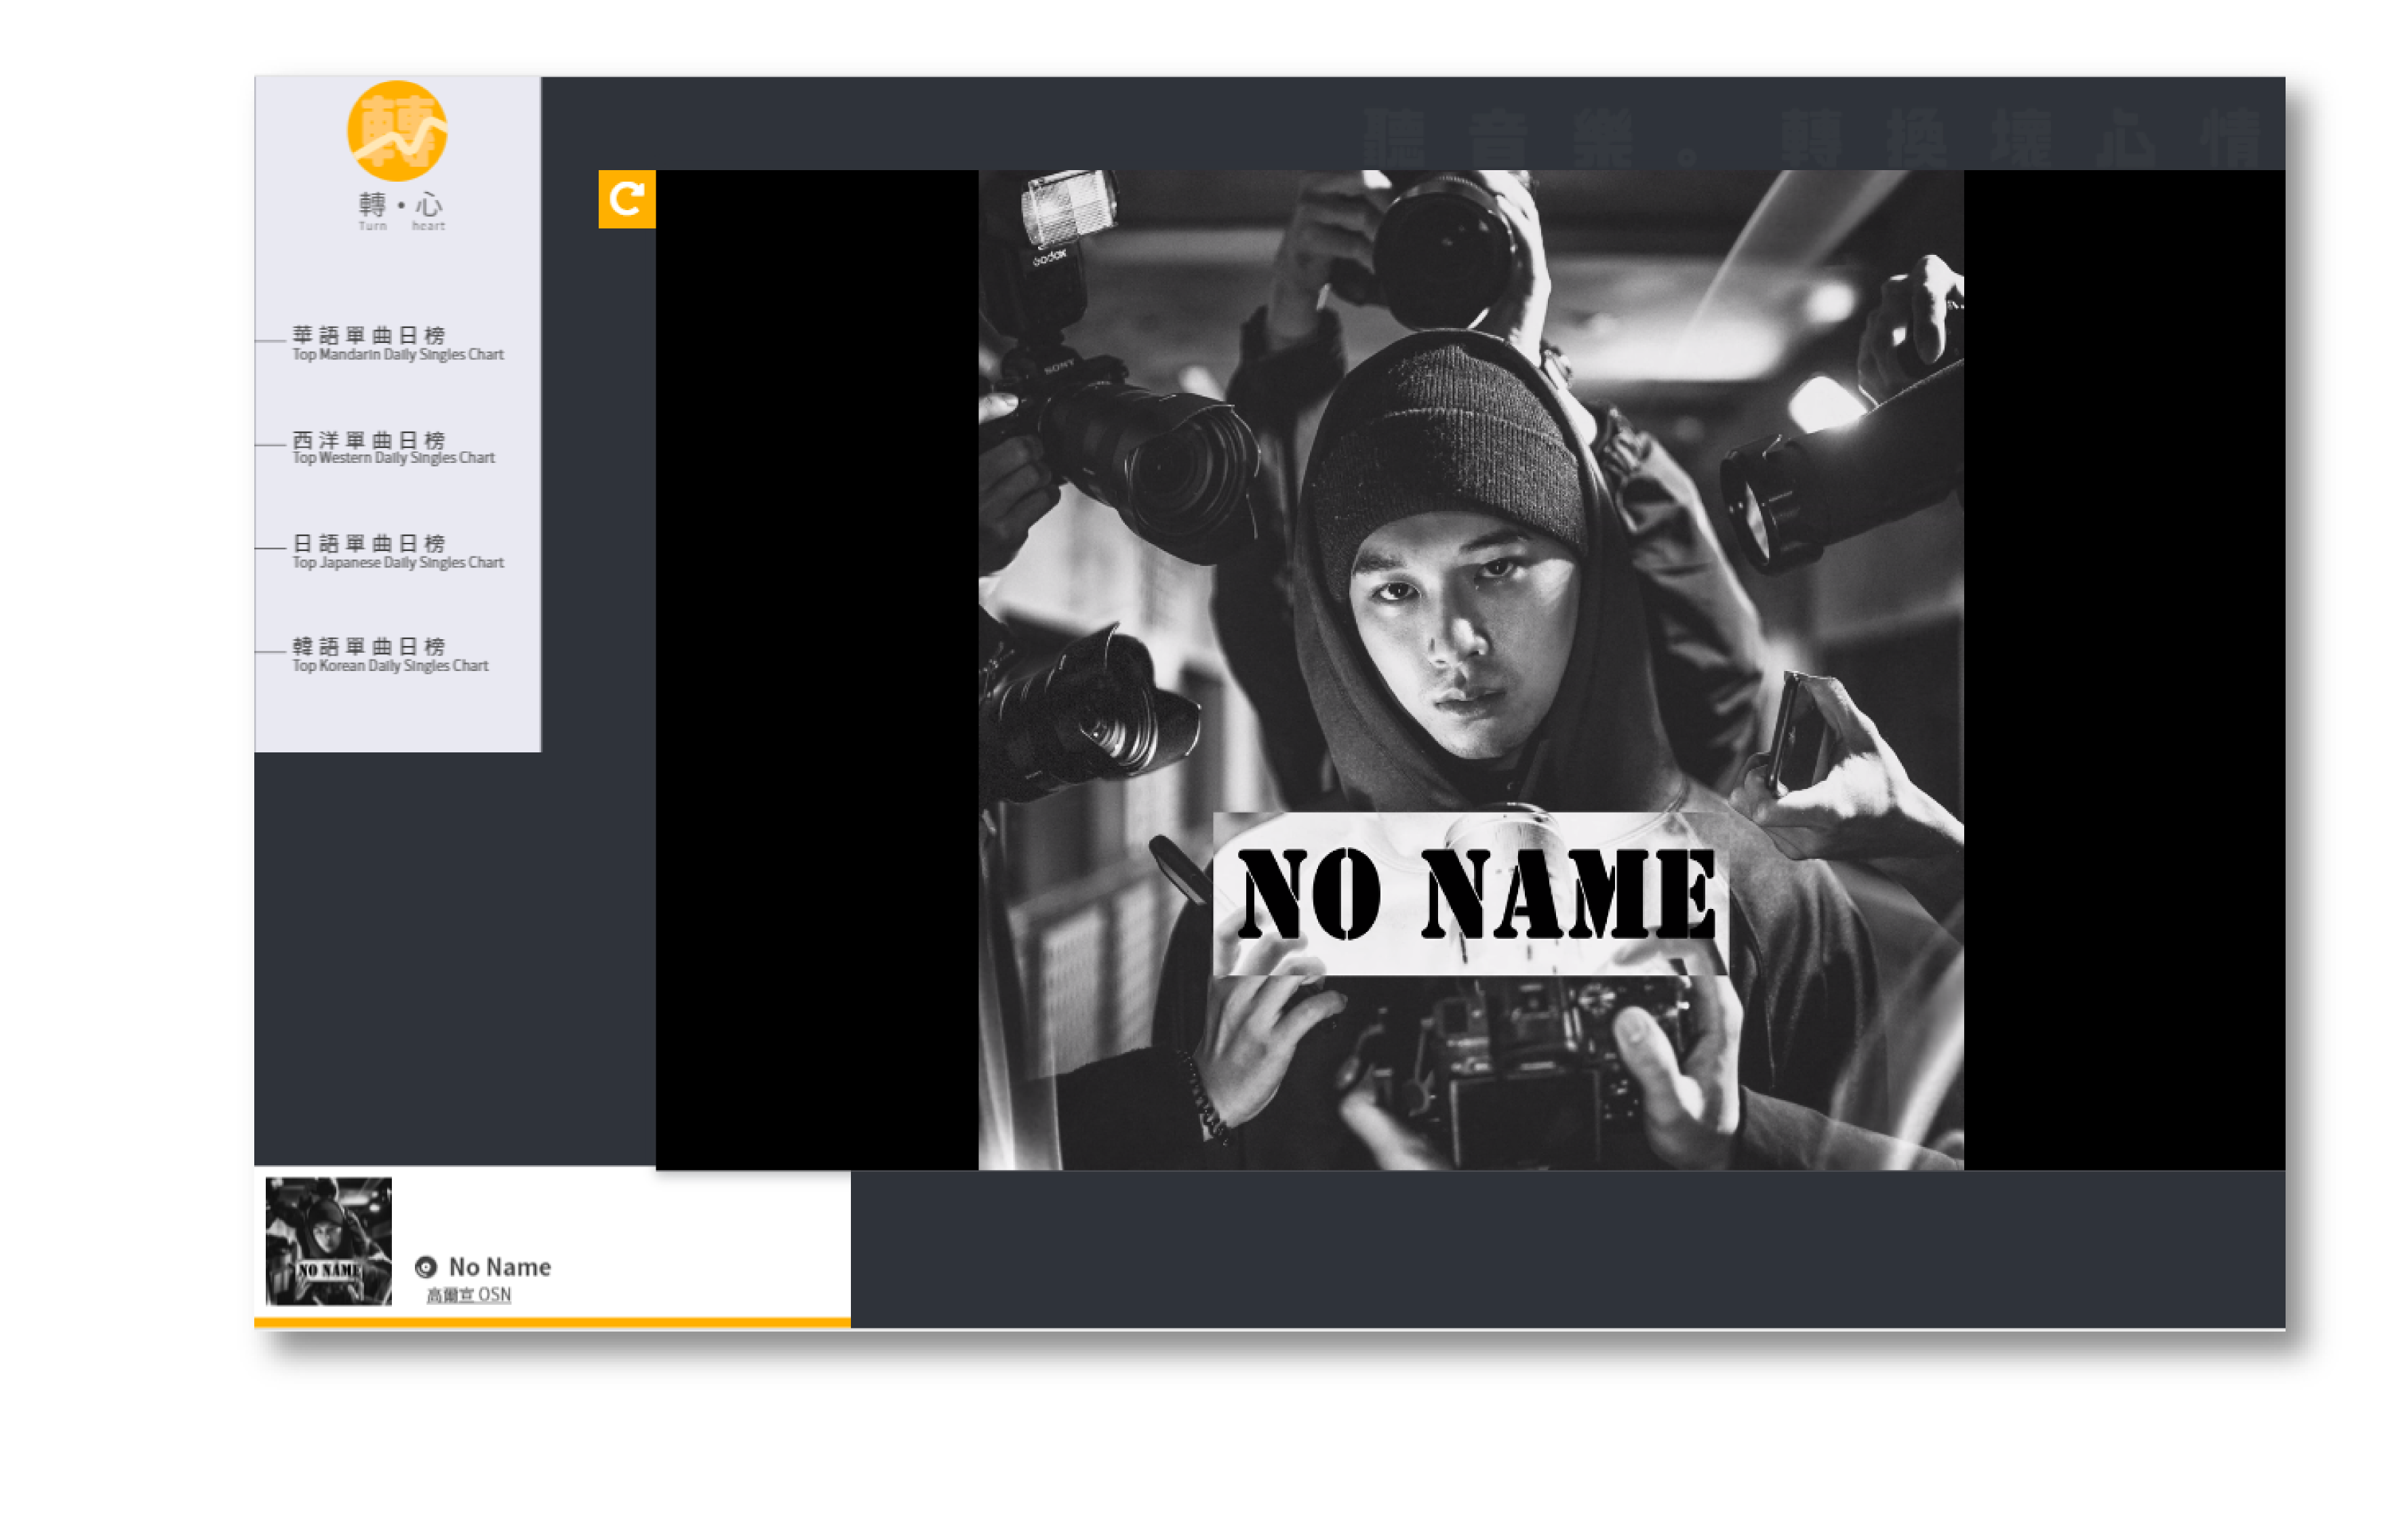 轉
轉・心
Turn heart
聽音樂。轉換壞心情
華語單曲日榜
Top Mandarin Daily Singles Chart
西洋單曲日榜
Top Western Daily Singles Chart
日語單曲日榜
Top Japanese Daily Singles Chart
韓語單曲日榜
Top Korean Daily Singles Chart
Godox
SONY
NO NAME
NO NAME
No Name
高爾宣 OSN